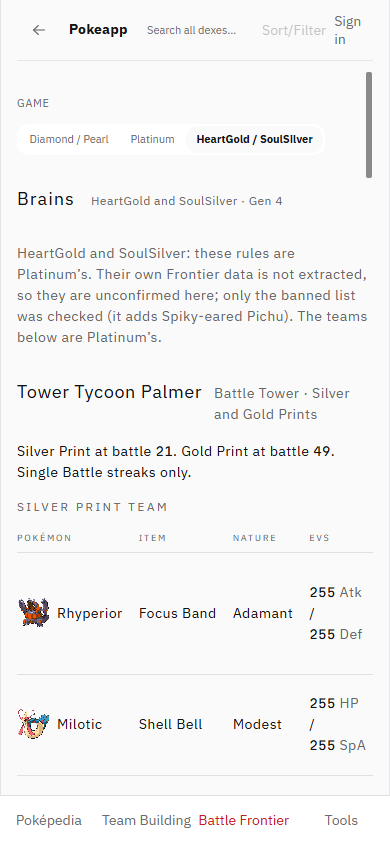 ← Pokeapp Search all dexes... Sort/Filter Sign in
GAME
Diamond / Pearl Platinum HeartGold / SoulSilver
Brains HeartGold and SoulSilver · Gen 4
HeartGold and SoulSilver: these rules are
Platinum’s. Their own Frontier data is not extracted,
so they are unconfirmed here; only the banned list
was checked (it adds Spiky-eared Pichu). The teams
below are Platinum’s.
Tower Tycoon Palmer Battle Tower · Silver
and Gold Prints
Silver Print at battle 21. Gold Print at battle 49.
Single Battle streaks only.
SILVER PRINT TEAM
POKÉMON ITEM NATURE EVS
Rhyperior Focus Band Adamant 255 Atk
/
255 Def
Milotic Shell Bell Modest 255 HP
/
255 SpA
Poképedia Team Building Battle Frontier Tools